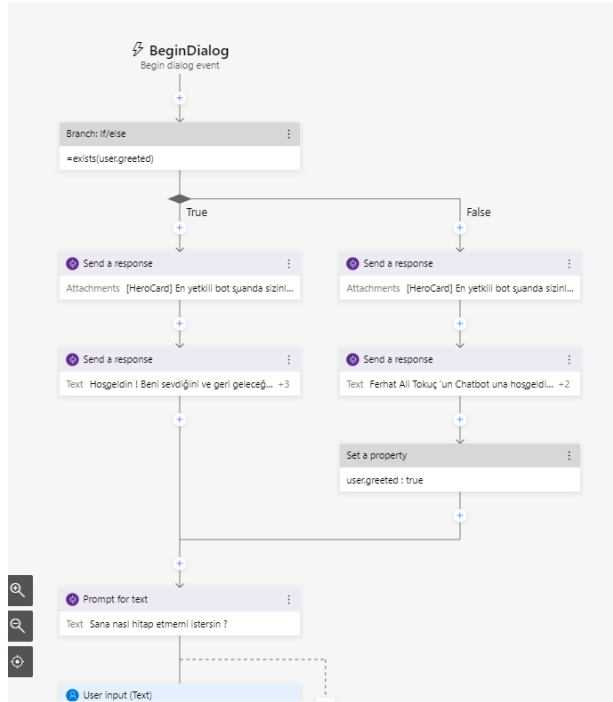 BeginDialog
Begin dialog event
Branch: If/else
=exists(user.greeted)
True
False
Send a response
Attachments [HeroCard] En yetkili bot şuanda sizinl...
Send a response
Attachments [HeroCard] En yetkili bot şuanda sizinl...
Send a response
Text Hoşgeldin ! Beni sevdiğini ve geri geleceğ... +3
Send a response
Text Ferhat Ali Tokuç 'un Chatbot una hoşgeldi... +2
Set a property
user.greeted : true
Prompt for text
Text Sana nasl hitap etmemi istersin ?
User input (Text)